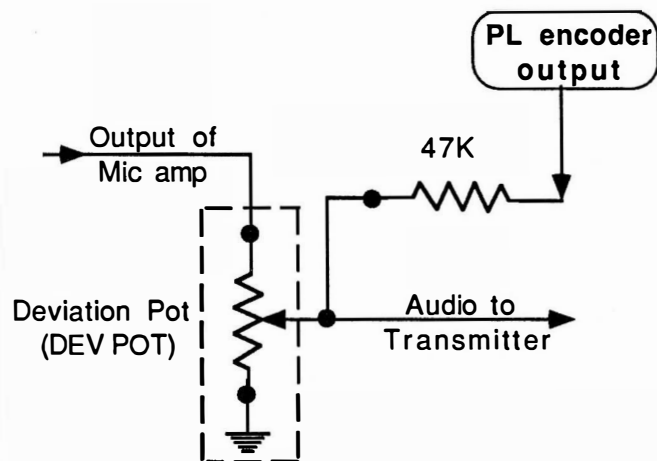 PL encoder
output
Output of
Mic amp
47K
Deviation Pot
(DEV POT)
Audio to
Transmitter